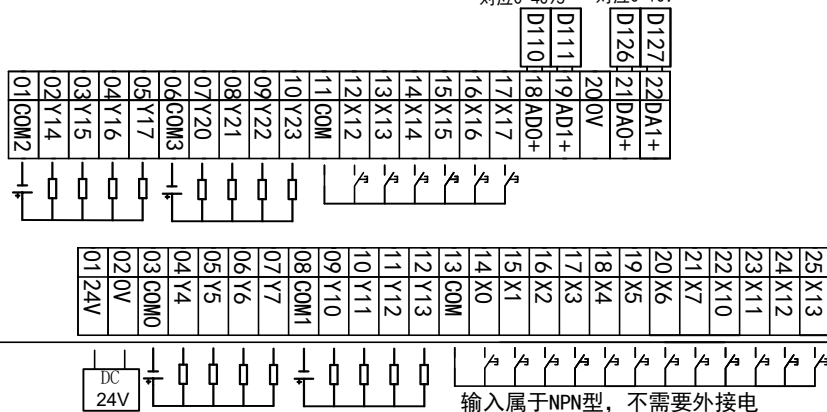 D110 D111 D126 D127
01 COM2 02 Y14 03 Y15 04 Y16 05 Y17 06 COM3 07 Y20 08 Y21 09 Y22 10 Y23 11 COM 12 X12 13 X13 14 X14 15 X15 16 X16 17 X17 18 AD0+ 19 AD1+ 20 0V 21 DA0+ 22 DA1+
01 24V 02 0V 03 COM0 04 Y4 05 Y5 06 Y6 07 Y7 08 COM1 09 Y10 10 Y11 11 Y12 12 Y13 13 COM 14 X0 15 X1 16 X2 17 X3 18 X4 19 X5 20 X6 21 X7 22 X10 23 X11 24 X12 25 X13
DC
24V
输入属于NPN型，不需要外接电